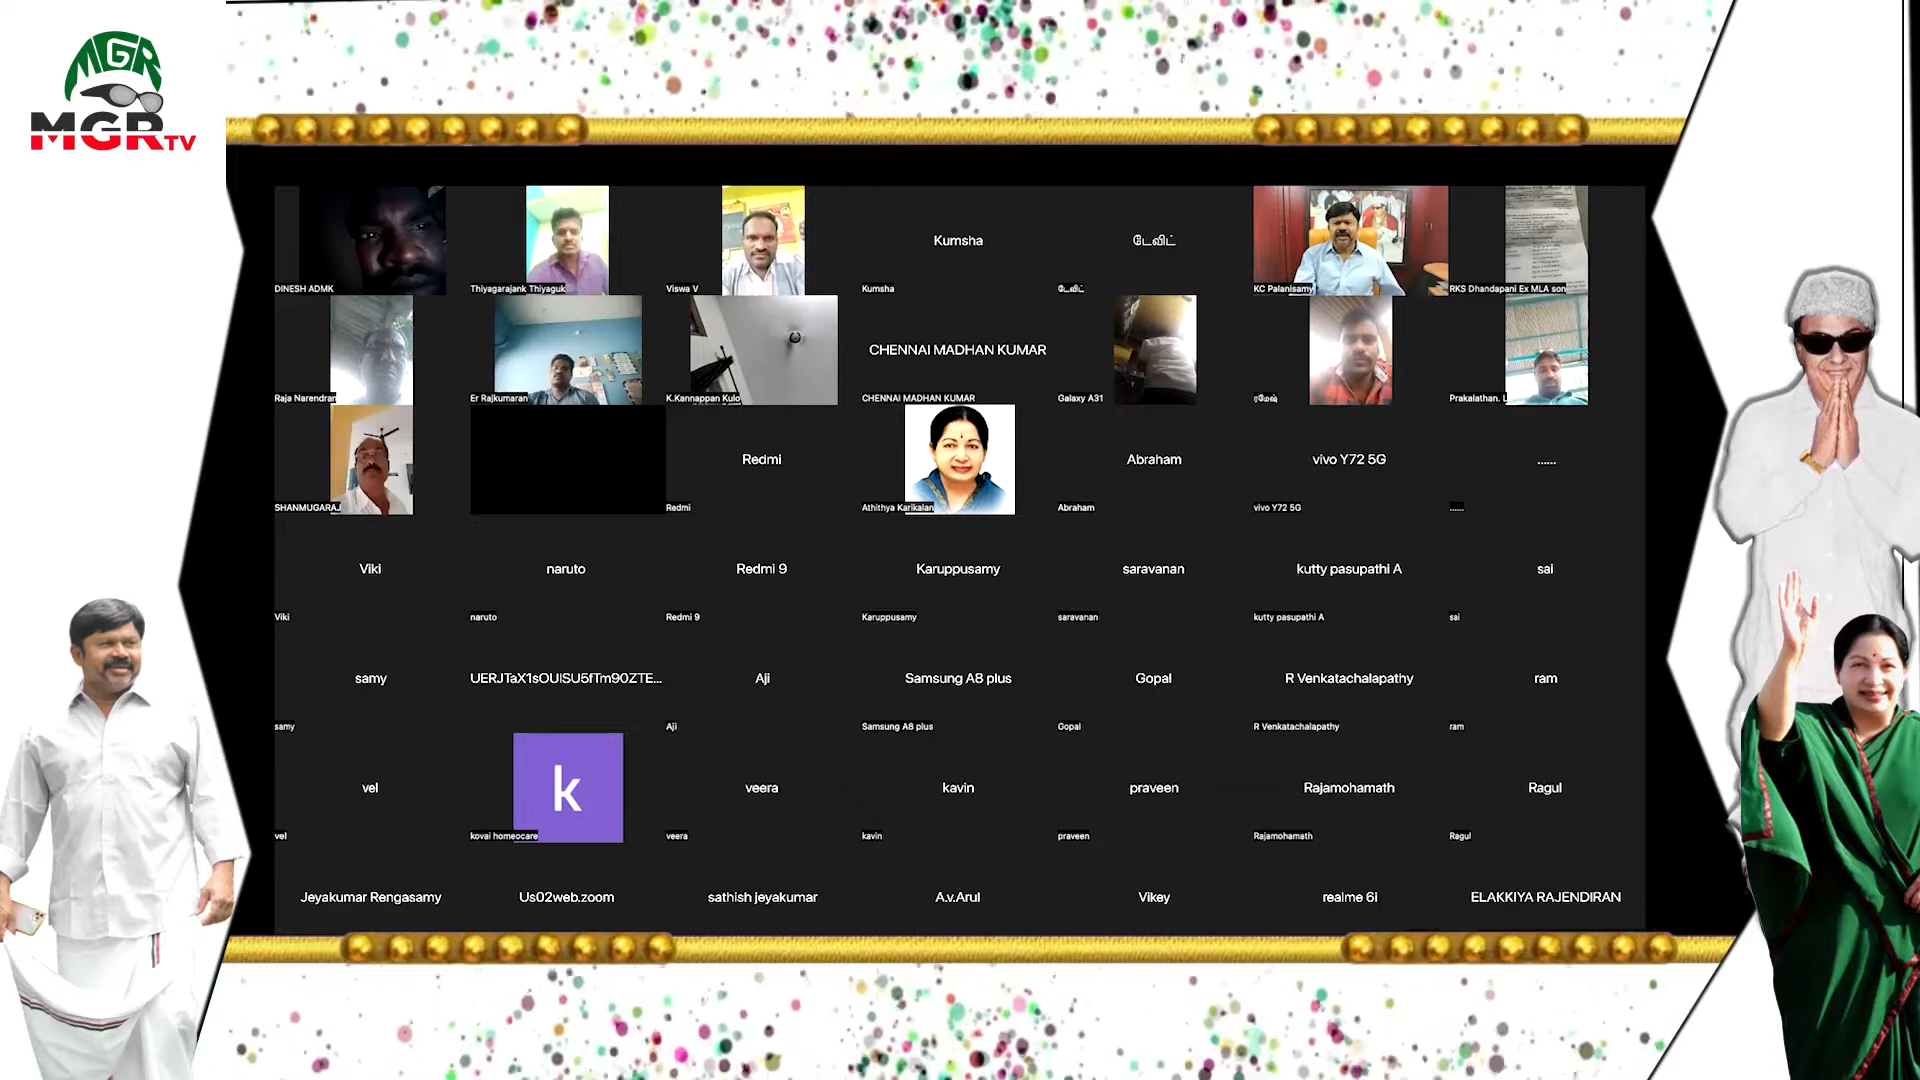 MGR
MGR TV
Kumsha
டேவிட்
DINESH ADMK
Thiyagarajank Thiyaguk
Viswa V
Kumsha
டேவிட்
KC Palanisamy
RKS Dhandapani Ex MLA son
CHENNAI MADHAN KUMAR
Raja Narendran
Er Rajkumaran
K.Kannappan Kulo
CHENNAI MADHAN KUMAR
Galaxy A31
ரமேஷ்
Prakalathan. L
Redmi
Abraham
vivo Y72 5G
......
SHANMUGARAJ
Redmi
Athithya Karikalan
Abraham
vivo Y72 5G
......
Viki
naruto
Redmi 9
Karuppusamy
saravanan
kutty pasupathi A
sai
Viki
naruto
Redmi 9
Karuppusamy
saravanan
kutty pasupathi A
sai
samy
UERJTaX1sOUlSU5fTm90ZTE...
Aji
Samsung A8 plus
Gopal
R Venkatachalapathy
ram
samy
Aji
Samsung A8 plus
Gopal
R Venkatachalapathy
ram
vel
k
veera
kavin
praveen
Rajamohamath
Ragul
vel
kovai homeocare
veera
kavin
praveen
Rajamohamath
Ragul
Jeyakumar Rengasamy
Us02web.zoom
sathish jeyakumar
A.v.Arul
Vikey
realme 6i
ELAKKIYA RAJENDIRAN